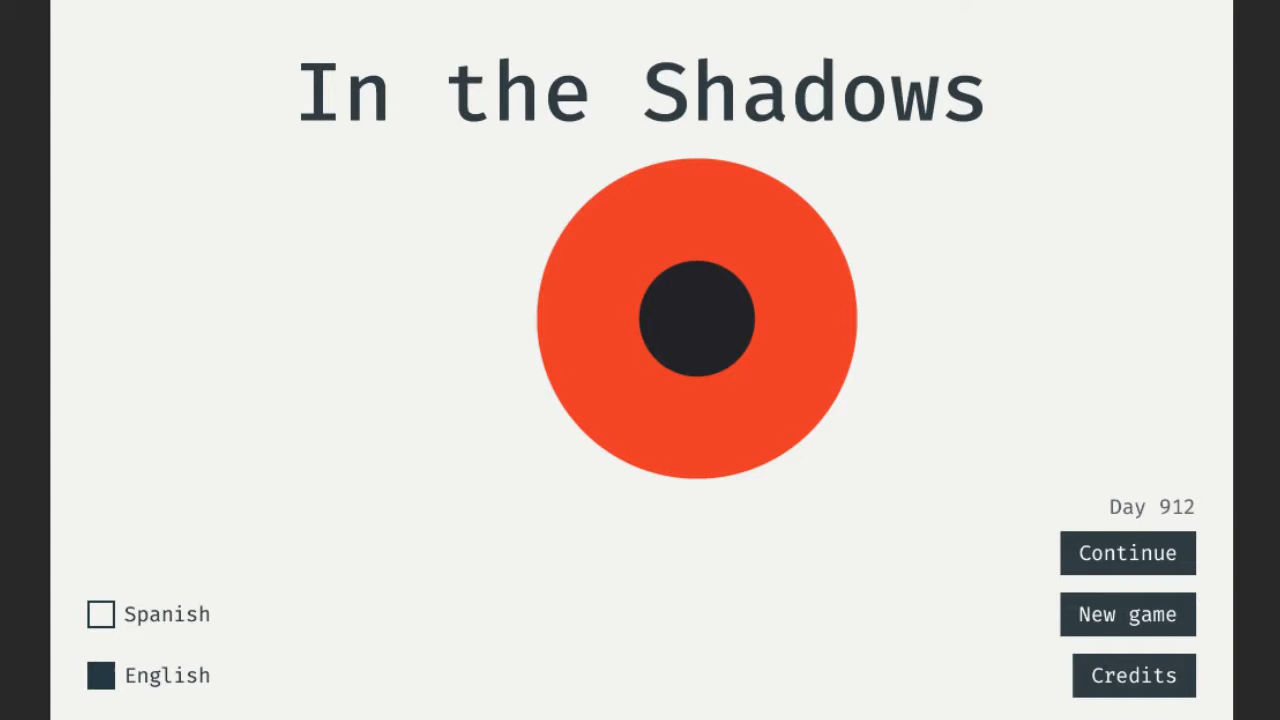 In the Shadows
Day 912
Continue
Spanish
New game
English
Credits